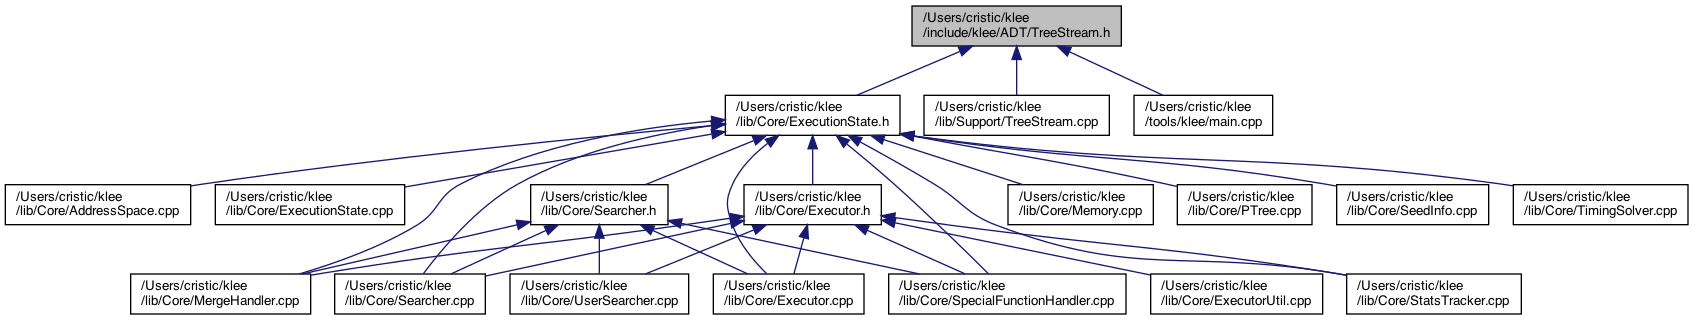 /Users/cristic/klee
/include/klee/ADT/TreeStream.h
/Users/cristic/klee
/lib/Core/ExecutionState.h
/Users/cristic/klee
/lib/Support/TreeStream.cpp
/Users/cristic/klee
/tools/klee/main.cpp
/Users/cristic/klee
/lib/Core/AddressSpace.cpp
/Users/cristic/klee
/lib/Core/ExecutionState.cpp
/Users/cristic/klee
/lib/Core/Searcher.h
/Users/cristic/klee
/lib/Core/Executor.h
/Users/cristic/klee
/lib/Core/Memory.cpp
/Users/cristic/klee
/lib/Core/PTree.cpp
/Users/cristic/klee
/lib/Core/SeedInfo.cpp
/Users/cristic/klee
/lib/Core/TimingSolver.cpp
/Users/cristic/klee
/lib/Core/MergeHandler.cpp
/Users/cristic/klee
/lib/Core/Searcher.cpp
/Users/cristic/klee
/lib/Core/UserSearcher.cpp
/Users/cristic/klee
/lib/Core/Executor.cpp
/Users/cristic/klee
/lib/Core/SpecialFunctionHandler.cpp
/Users/cristic/klee
/lib/Core/ExecutorUtil.cpp
/Users/cristic/klee
/lib/Core/StatsTracker.cpp